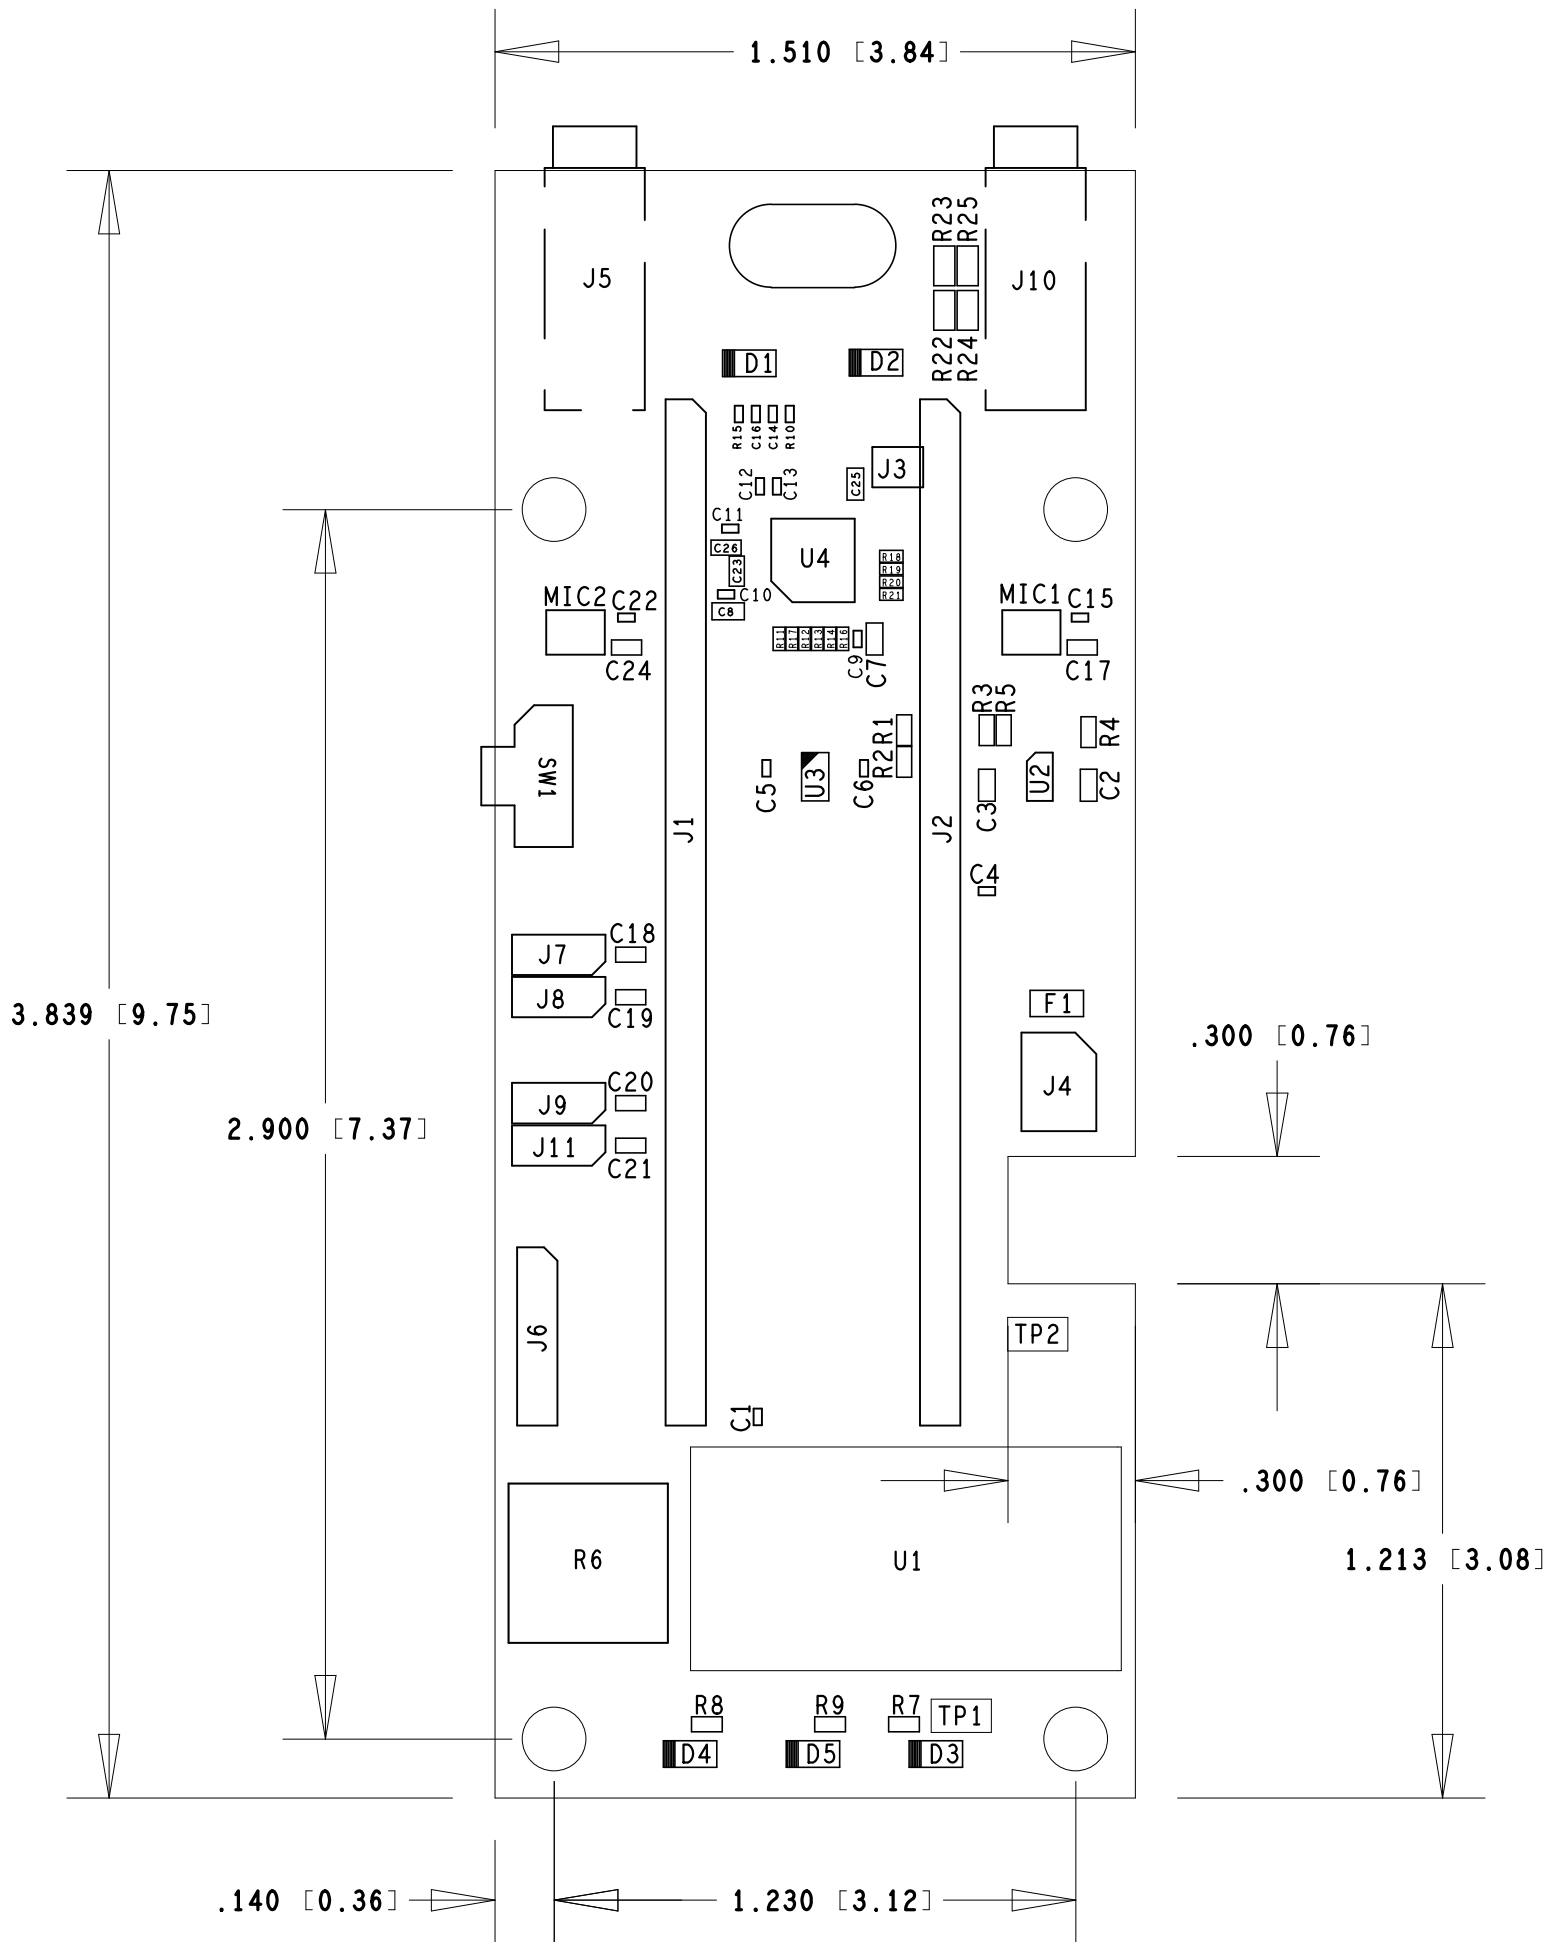 1.510 [3.84]
R23
R25
J5
J10
R22
R24
D1
D2
R15
C16
C14
R10
J3
C12
C13
C25
C11
C26
U4
C23
R18
R19
R20
R21
C10
C8
MIC2
C22
MIC1
C15
R11
R17
R12
R13
R14
R16
C9
C7
C24
C17
R3
R5
R1
R4
R2
SW1
C5
U3
C6
U2
C2
C3
J1
J2
C4
C18
J7
J8
C19
F1
3.839 [9.75]
.300 [0.76]
C20
J9
J4
2.900 [7.37]
J11
C21
J6
TP2
C1
.300 [0.76]
R6
U1
1.213 [3.08]
R8
R9
R7
TP1
D4
D5
D3
.140 [0.36]
1.230 [3.12]